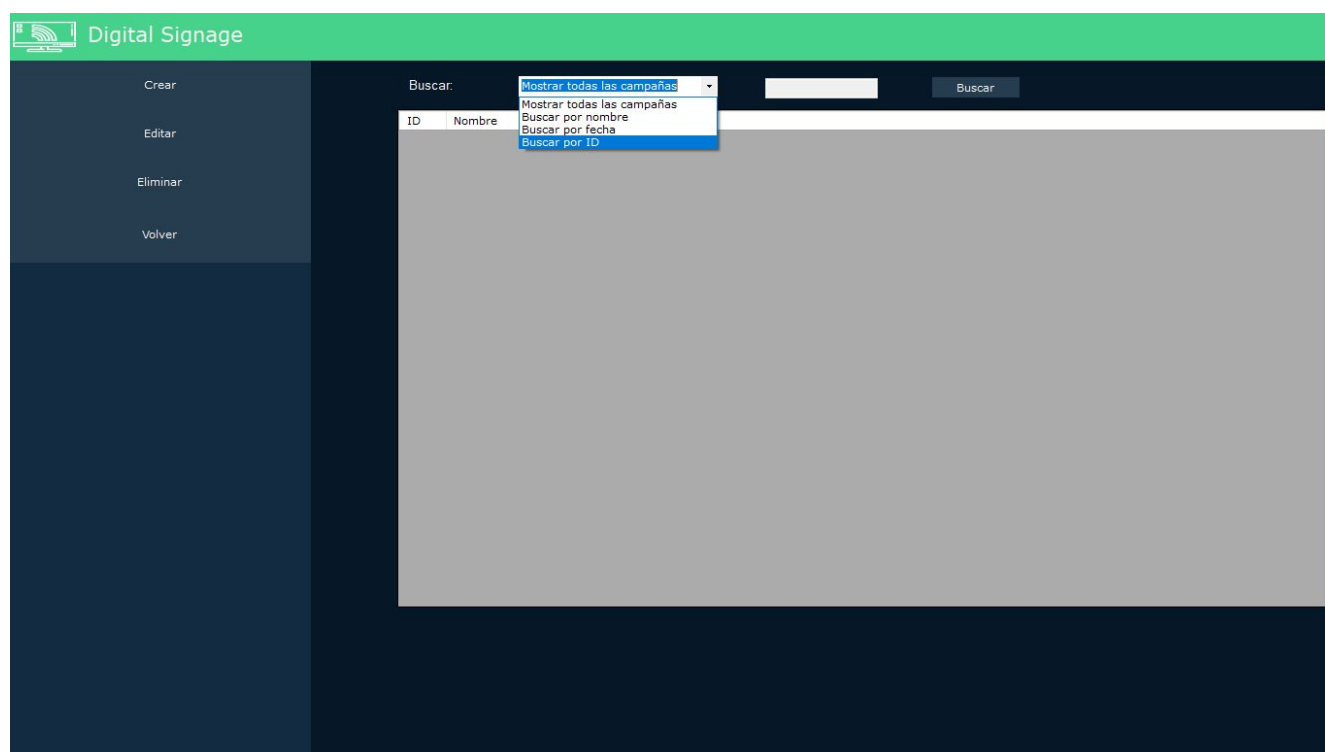 Digital Signage
Crear
Editar
Eliminar
Volver
Buscar:
Mostrar todas las campañas
Buscar
Mostrar todas las campañas
Buscar por nombre
Buscar por fecha
Buscar por ID
ID Nombre